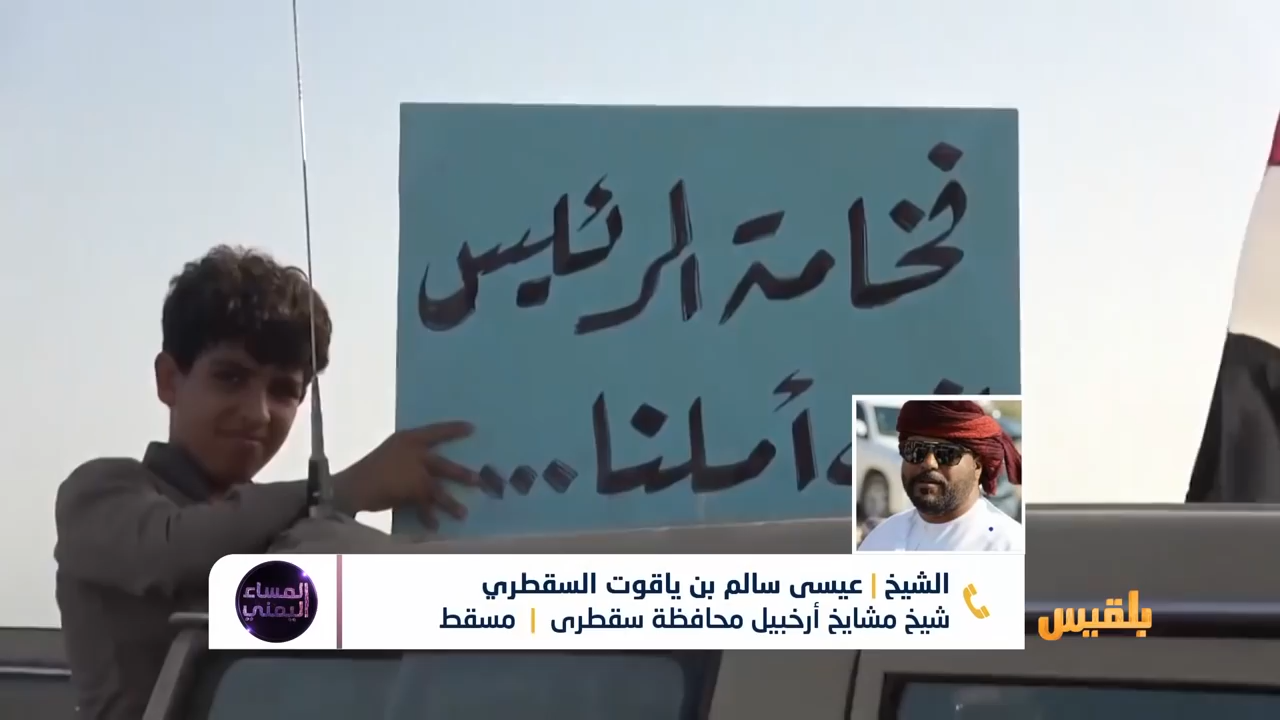 فخامة الرئيس
أملنا...
الشيخ | عيسى سالم بن ياقوت السقطري
شيخ مشايخ أرخبيل محافظة سقطرى | مسقط
المساء
اليمني
بلقيس